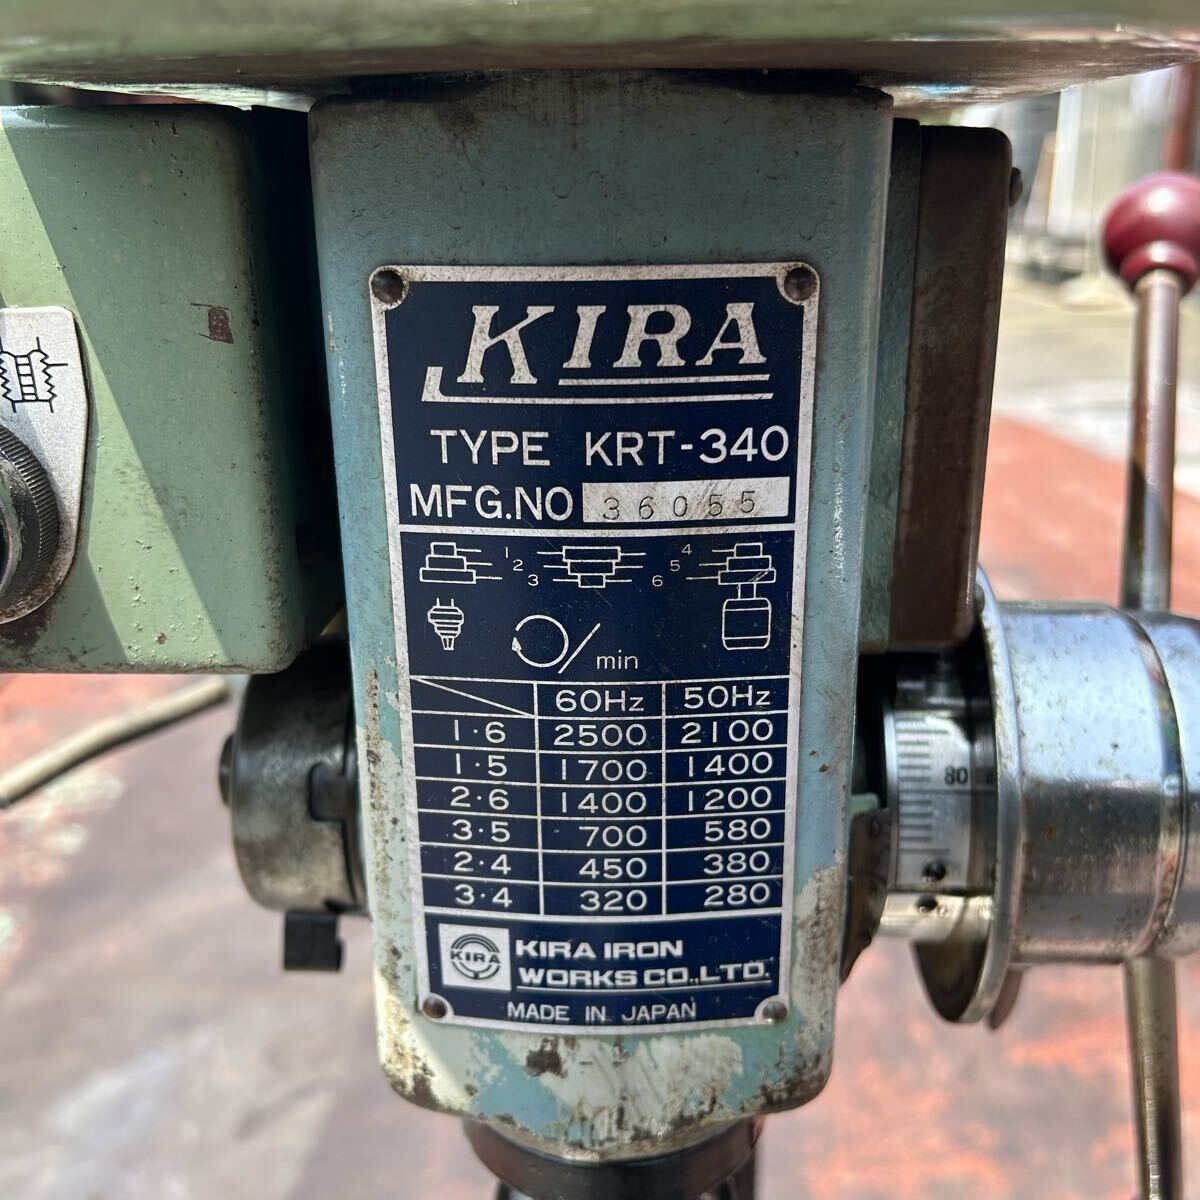 KIRA
TYPE KRT-340
MFG.NO 36055
1 2 3 4 5 6
/min
60Hz 50Hz
1·6 2500 2100
1·5 1700 1400
2·6 1400 1200
3·5 700 580
2·4 450 380
3·4 320 280
KIRA
KIRA IRON
WORKS CO.,LTD.
MADE IN JAPAN
80